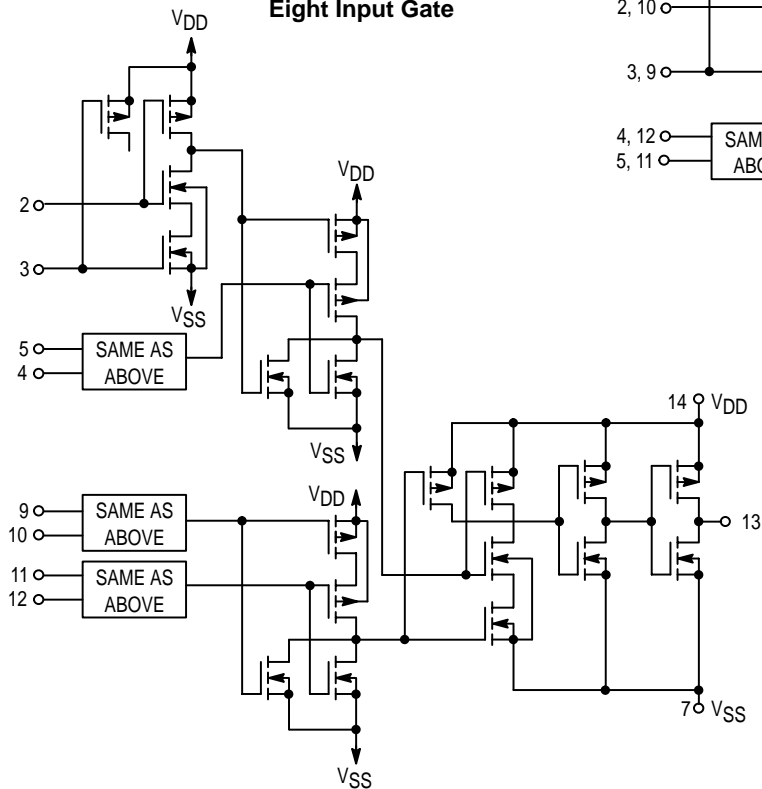 Eight Input Gate
2, 10
3, 9
4, 12
5, 11
VDD
2
3
VSS
5
4
SAME AS
ABOVE
VDD
VSS
9
10
SAME AS
ABOVE
11
12
SAME AS
ABOVE
VDD
VSS
14 VDD
13
7 VSS